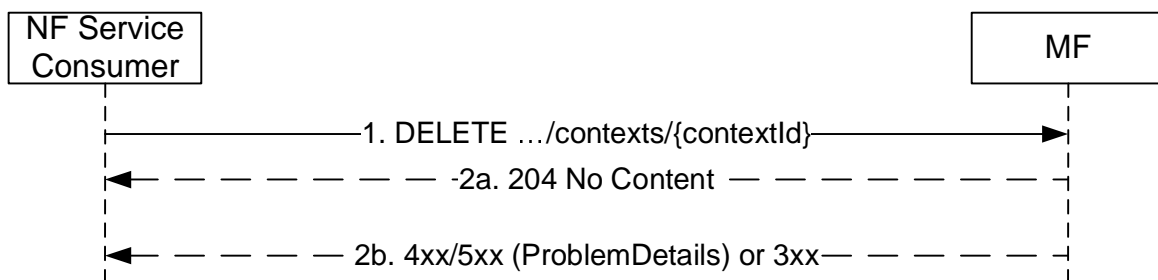 NF Service
Consumer
MF
1. DELETE …/contexts/{contextId}
2a. 204 No Content
2b. 4xx/5xx (ProblemDetails) or 3xx